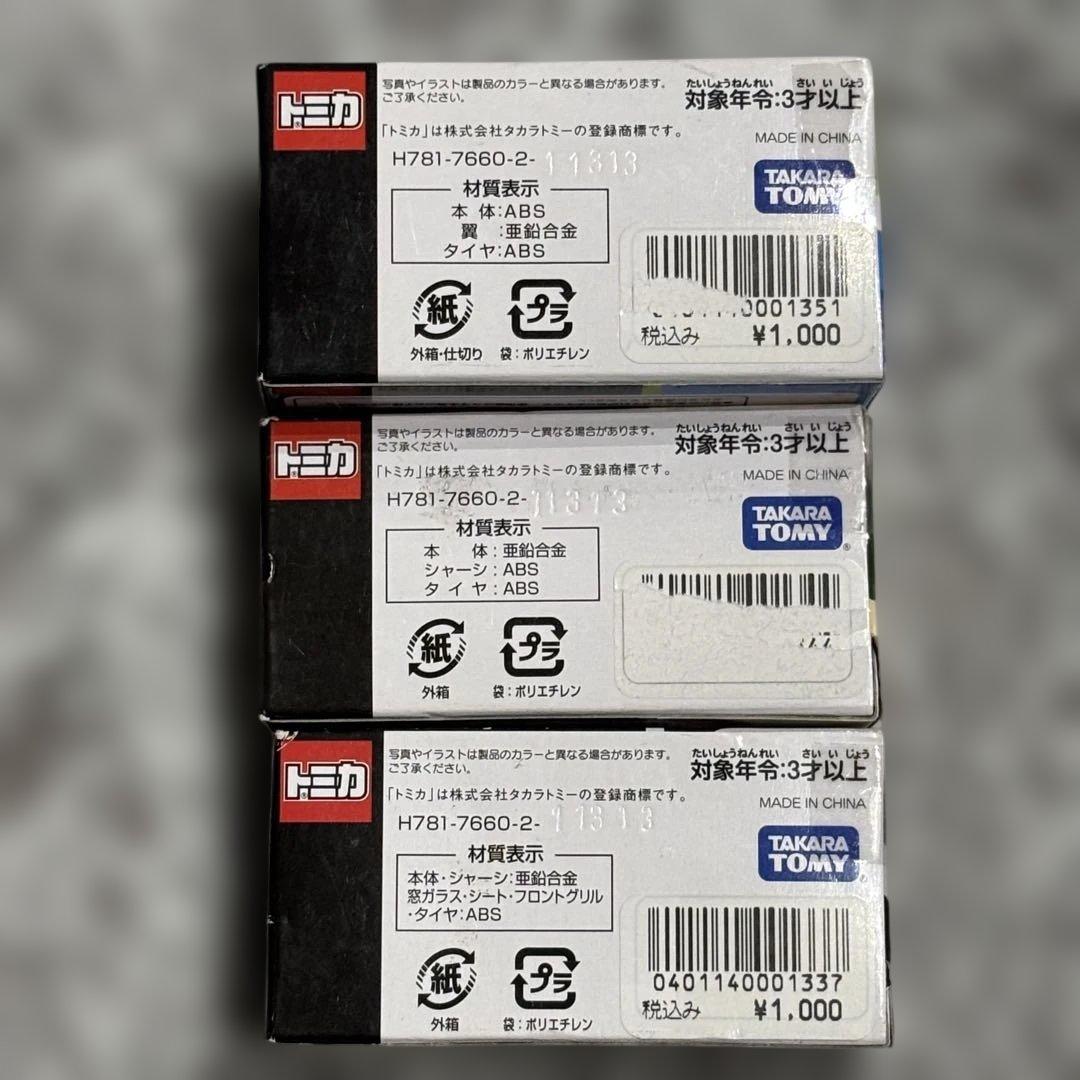 トミカ
写真やイラストは製品のカラーと異なる場合があります。
ご了承ください。
たいしょうねんれい さいいじょう
対象年令:3才以上
「トミカ」は株式会社タカラトミーの登録商標です。
MADE IN CHINA
H781-7660-2-11313
TAKARA
TOMY
材質表示
本体:ABS
翼:亜鉛合金
タイヤ:ABS
紙
外箱・仕切り
プラ
袋:ポリエチレン
0001351
税込み ¥1,000
トミカ
写真やイラストは製品のカラーと異なる場合があります。
ご了承ください。
たいしょうねんれい さいいじょう
対象年令:3才以上
「トミカ」は株式会社タカラトミーの登録商標です。
MADE IN CHINA
H781-7660-2-11313
TAKARA
TOMY
材質表示
本体:亜鉛合金
シャーシ:ABS
タイヤ:ABS
紙
外箱
プラ
袋:ポリエチレン
トミカ
写真やイラストは製品のカラーと異なる場合があります。
ご了承ください。
たいしょうねんれい さいいじょう
対象年令:3才以上
「トミカ」は株式会社タカラトミーの登録商標です。
MADE IN CHINA
H781-7660-2-11313
TAKARA
TOMY
材質表示
本体・シャーシ:亜鉛合金
窓ガラス・シート・フロントグリル
・タイヤ:ABS
紙
外箱
プラ
袋:ポリエチレン
0401140001337
税込み ¥1,000